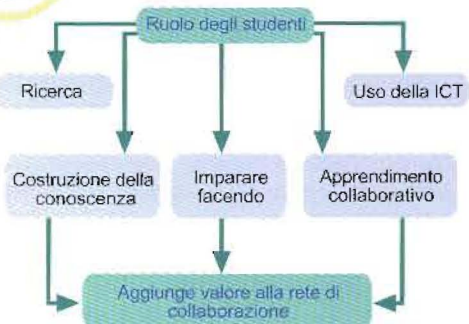 Ruolo degli studenti
Ricerca
Uso della ICT
Costruzione della
conoscenza
Imparare
facendo
Apprendimento
collaborativo
Aggiunge valore alla rete di
collaborazione